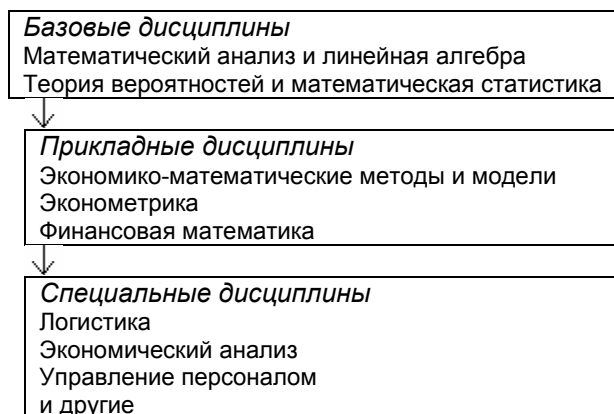 Базовые дисциплины
Математический анализ и линейная алгебра
Теория вероятностей и математическая статистика
Прикладные дисциплины
Экономико-математические методы и модели
Эконометрика
Финансовая математика
Специальные дисциплины
Логистика
Экономический анализ
Управление персоналом
и другие